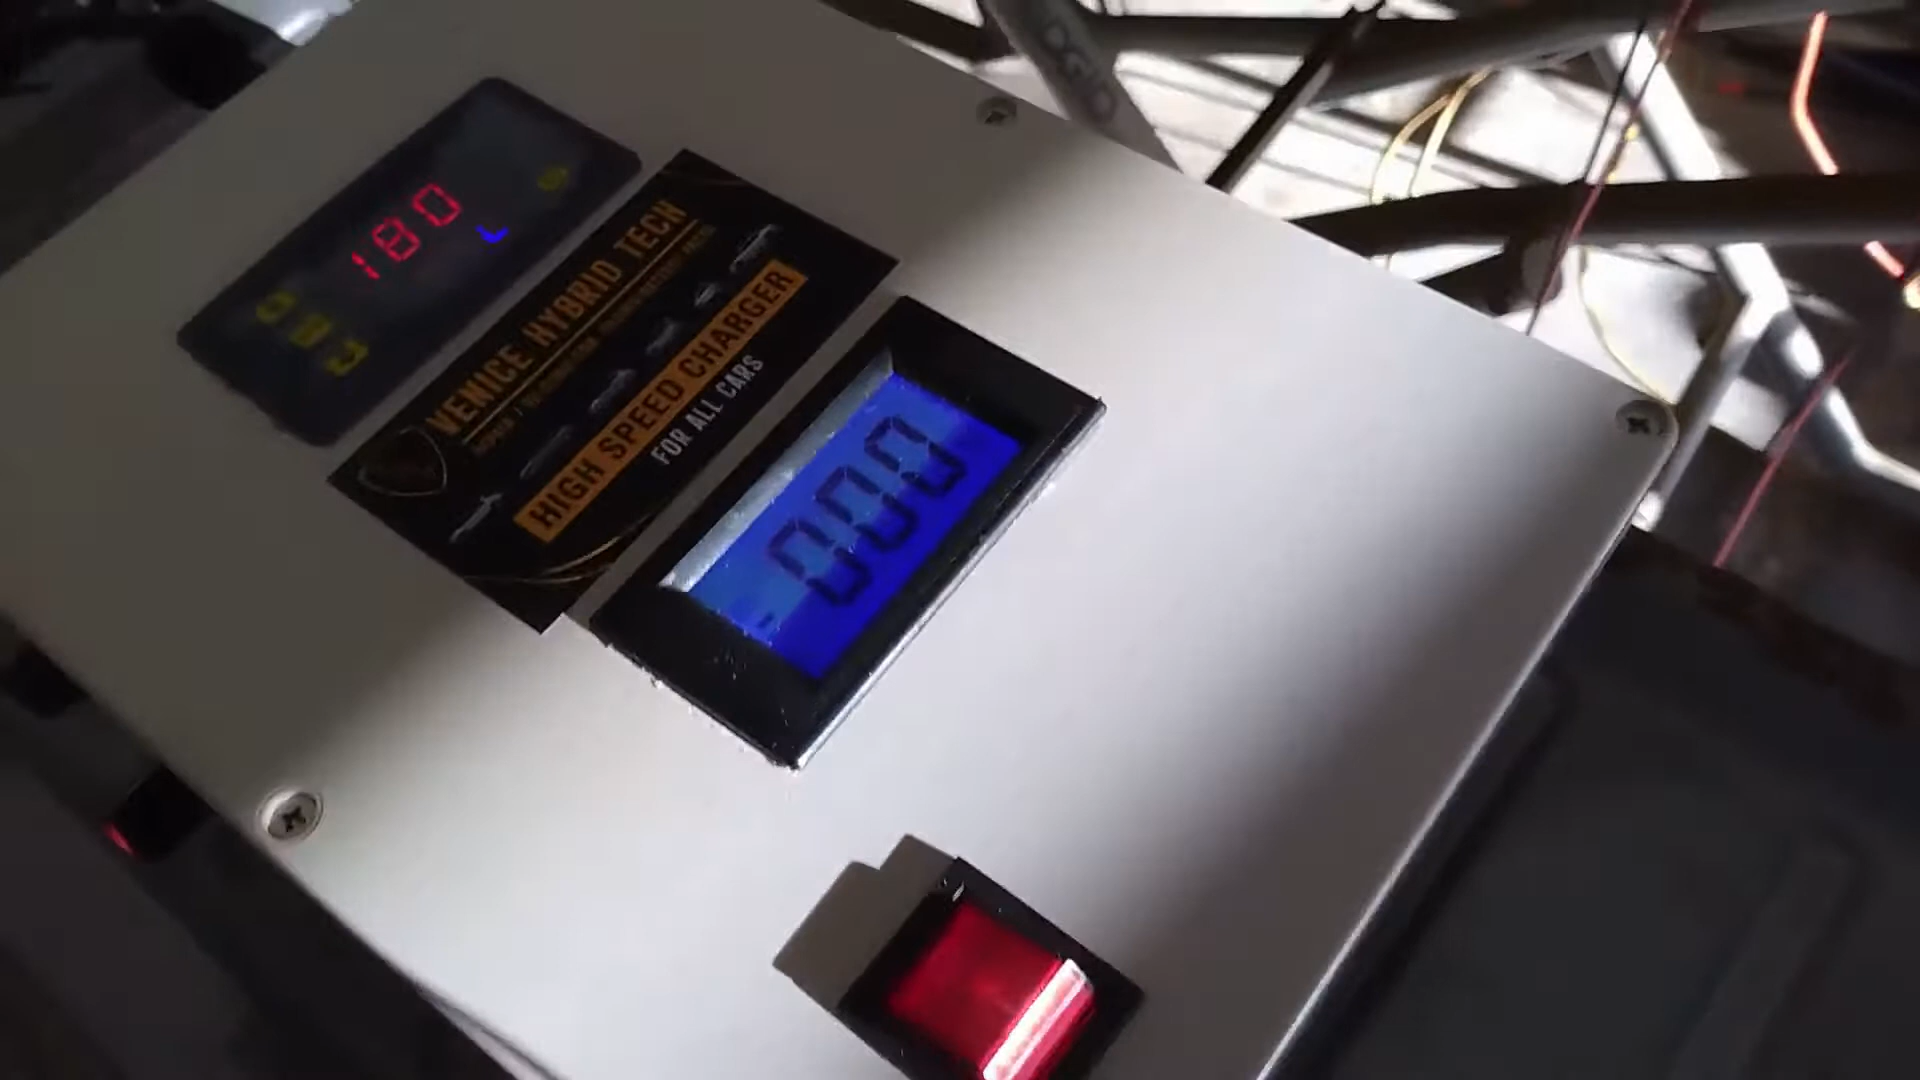 180
VENICE HYBRID TECH
HIGH SPEED CHARGER
FOR ALL CARS
000